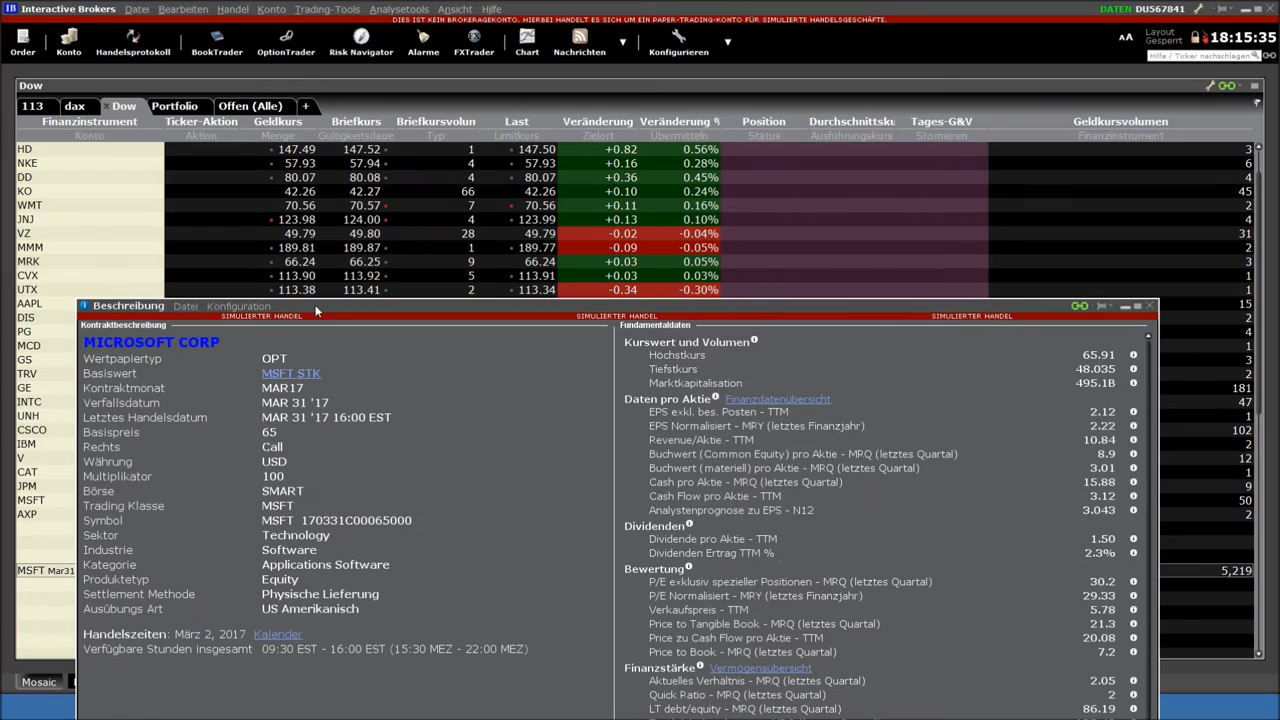 IB Interactive Brokers Datei Bearbeiten Handel Konto Trading-Tools Analysetools Ansicht Hilfe DATEN DU567841
DIES IST KEIN BROKERAGEKONTO. HIERBEI HANDELT ES SICH UM EIN PAPER-TRADING-KONTO FÜR SIMULIERTE HANDELSGESCHÄFTE.
Order Konto Handelsprotokoll BookTrader OptionTrader Risk Navigator Alarme FXTrader Chart Nachrichten Konfigurieren AA Layout Gesperrt 18:15:35
Hilfe / Ticker nachschlagen
Dow
113 dax Dow Portfolio Offen (Alle) +
Finanzinstrument Ticker-Aktion Geldkurs Briefkurs Briefkursvolun Last Veränderung Veränderung % Position Durchschnittsku Tages-G&V Geldkursvolumen
Konto Aktion Menge Gültigkeitsdaue Typ Limitkurs Zielort Übermitteln Status Ausführungskurs Stornieren Finanzinstrument
HD 147.49 147.52 1 147.50 +0.82 0.56% 3
NKE 57.93 57.94 4 57.93 +0.16 0.28% 6
DD 80.07 80.08 4 80.07 +0.36 0.45% 4
KO 42.26 42.27 66 42.26 +0.10 0.24% 45
WMT 70.56 70.57 7 70.56 +0.11 0.16% 2
JNJ 123.98 124.00 4 123.99 +0.13 0.10% 4
VZ 49.79 49.80 28 49.79 -0.02 -0.04% 31
MMM 189.81 189.87 1 189.77 -0.09 -0.05% 1
MRK 66.24 66.25 9 66.24 +0.05 0.08% 3
CVX 113.90 113.92 5 113.91 +0.03 0.03% 1
UTX 113.38 113.41 2 113.34 -0.34 -0.30% 1
AAPL 15
DIS 2
PG 4
MCD 1
GS 3
TRV 2
GE 181
INTC 47
UNH 1
CSCO 102
IBM 2
V 12
CAT 1
JPM 9
MSFT 50
AXP 2
MSFT Mar31 5,219
Mosaic
Beschreibung Datei Konfiguration
SIMULIERTER HANDEL SIMULIERTER HANDEL SIMULIERTER HANDEL
Kontraktbeschreibung
MICROSOFT CORP
Wertpapiertyp OPT
Basiswert MSFT STK
Kontraktmonat MAR17
Verfallsdatum MAR 31 '17
Letztes Handelsdatum MAR 31 '17 16:00 EST
Basispreis 65
Rechts Call
Währung USD
Multiplikator 100
Börse SMART
Trading Klasse MSFT
Symbol MSFT 170331C00065000
Sektor Technology
Industrie Software
Kategorie Applications Software
Produktetyp Equity
Settlement Methode Physische Lieferung
Ausübungs Art US Amerikanisch
Handelszeiten: März 2, 2017 Kalender
Verfügbare Stunden insgesamt 09:30 EST - 16:00 EST (15:30 MEZ - 22:00 MEZ)
Fundamentaldaten
Kurswert und Volumen
Höchstkurs 65.91
Tiefstkurs 48.035
Marktkapitalisation 495.1B
Daten pro Aktie Finanzdatenübersicht
EPS exkl. bes. Posten - TTM 2.12
EPS Normalisiert - MRY (letztes Finanzjahr) 2.22
Revenue/Aktie - TTM 10.84
Buchwert (Common Equity) pro Aktie - MRQ (letztes Quartal) 8.9
Buchwert (materiell) pro Aktie - MRQ (letztes Quartal) 3.01
Cash pro Aktie - MRQ (letztes Quartal) 15.88
Cash Flow pro Aktie - TTM 3.12
Analystenprognose zu EPS - N12 3.043
Dividenden
Dividende pro Aktie - TTM 1.50
Dividenden Ertrag TTM % 2.3%
Bewertung
P/E exklusiv spezieller Positionen - MRQ (letztes Quartal) 30.2
P/E Normalisiert - MRY (letztes Finanzjahr) 29.33
Verkaufspreis - TTM 5.78
Price to Tangible Book - MRQ (letztes Quartal) 21.3
Price zu Cash Flow pro Aktie - TTM 20.08
Price to Book - MRQ (letztes Quartal) 7.2
Finanzstärke Vermögensübersicht
Aktuelles Verhältnis - MRQ (letztes Quartal) 2.05
Quick Ratio - MRQ (letztes Quartal) 2
LT debt/equity - MRQ (letztes Quartal) 86.19